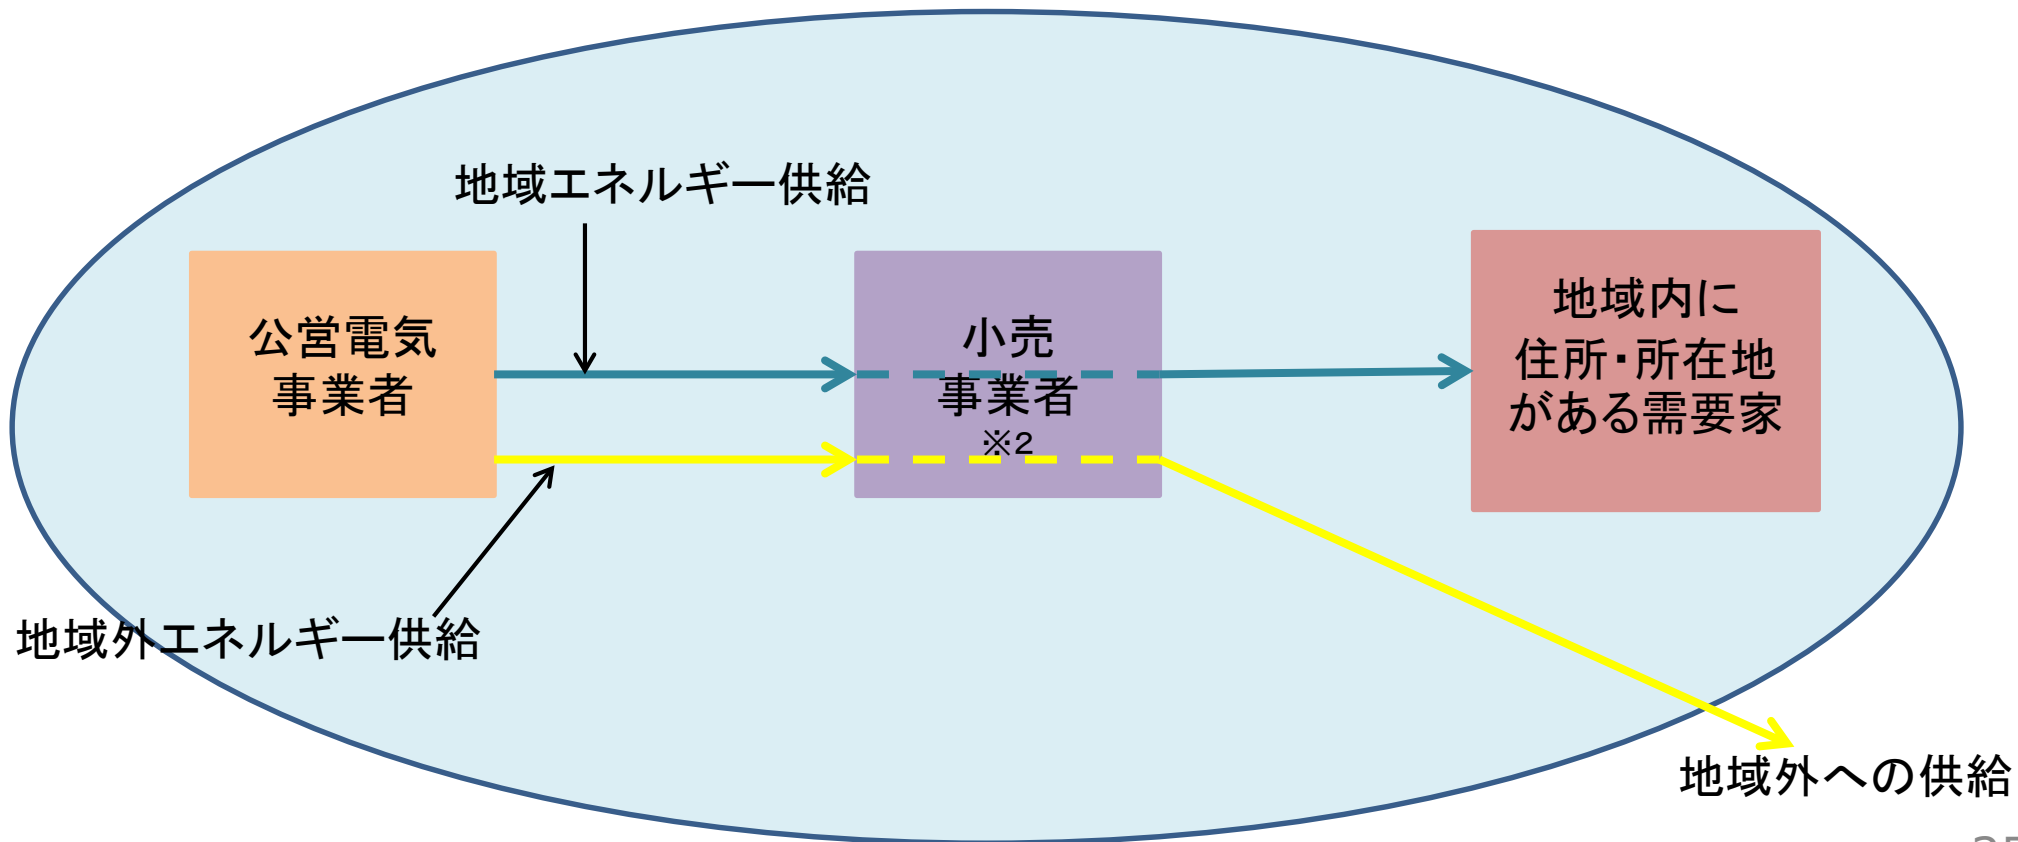 地域エネルギー供給
公営電気
事業者
小売
事業者
※2
地域内に
住所・所在地
がある需要家
地域外エネルギー供給
地域外への供給